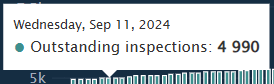 Wednesday, Sep 11, 2024
Outstanding inspections: 4 990
5k